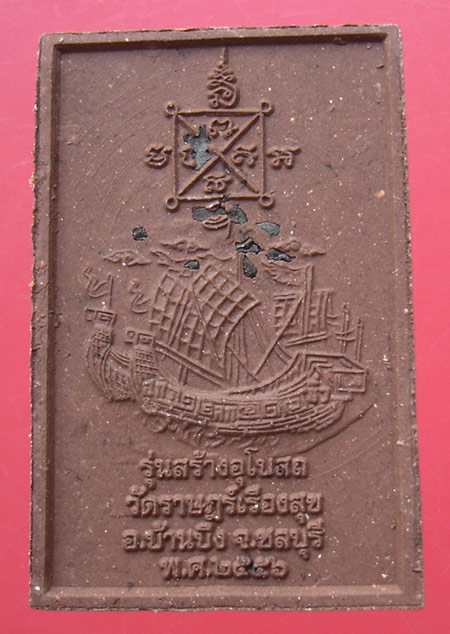 รุ่นสร้างอุโบสถ
วัดราษฎร์เรืองสุข
อ.บ้านบึง จ.ชลบุรี
พ.ศ.๒๕๕๖